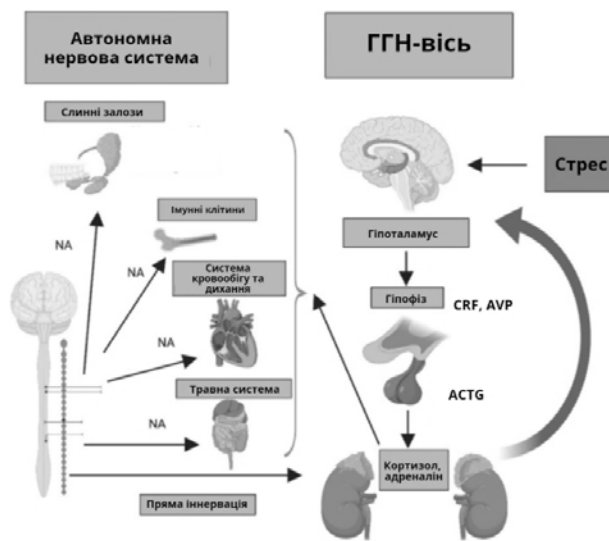 Автономна
нервова система
ГГН-вісь
Слинні залози
Стрес
NA
Імунні клітини
NA
Гіпоталамус
Система
кровообігу та
дихання
Гіпофіз
CRF, AVP
NA
Травна система
ACTG
NA
Кортизол,
адреналін
Пряма іннервація